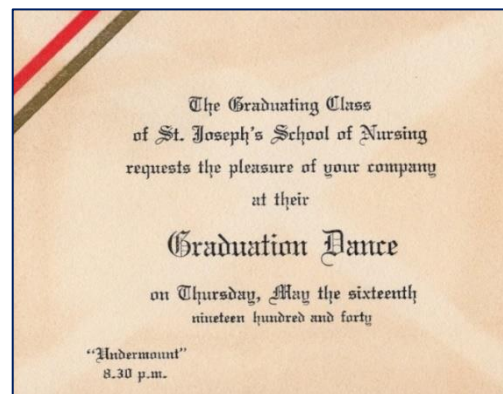 The Graduating Class
of St. Joseph's School of Nursing
requests the pleasure of your company
at their
Graduation Dance
on Thursday, May the sixteenth
nineteen hundred and forty
"Undermount"
8.30 p.m.